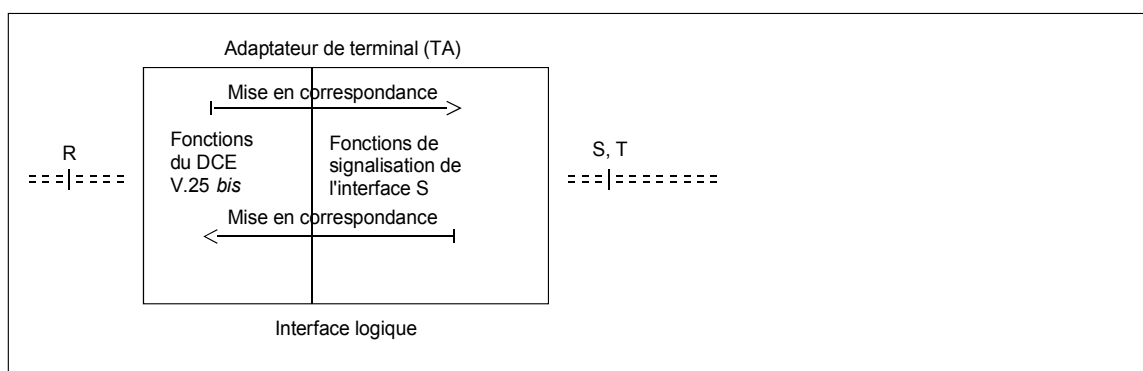 Adaptateur de terminal (TA)
Mise en correspondance
R
Fonctions
du DCE
V.25 bis
Fonctions de
signalisation de
l'interface S
S, T
Mise en correspondance
Interface logique